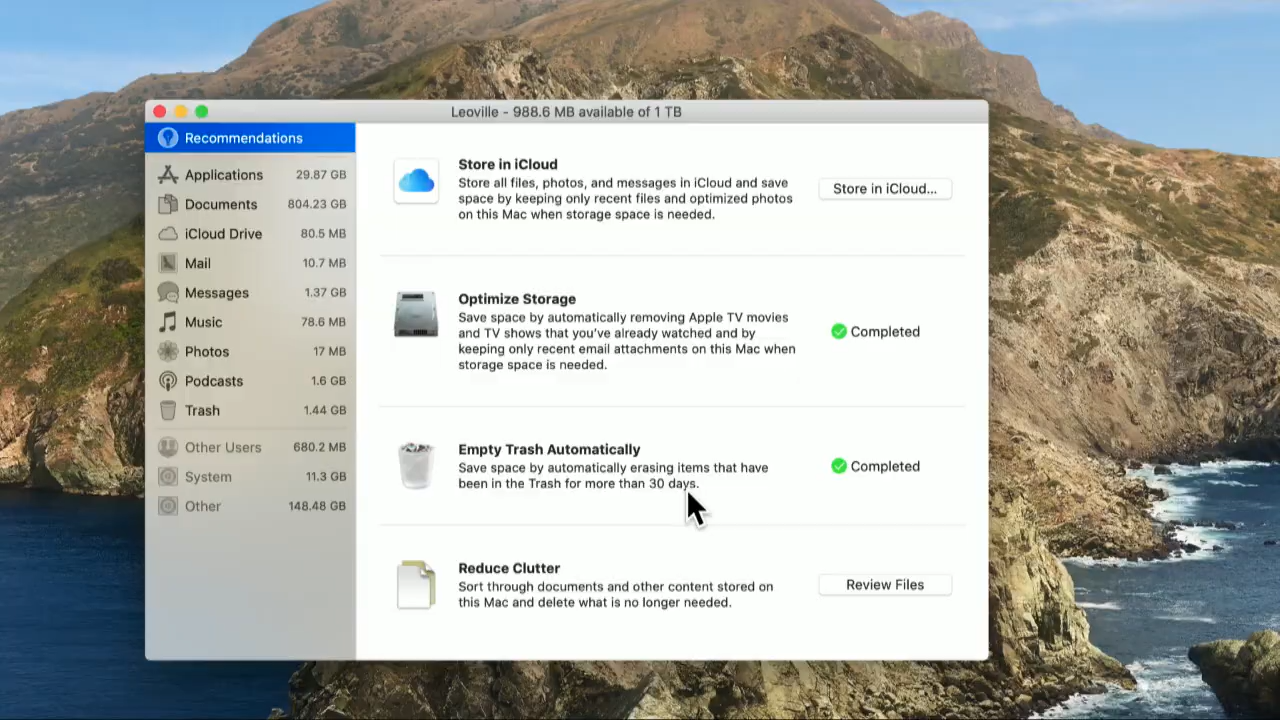 Leoville - 988.6 MB available of 1 TB
Recommendations
Applications 29.87 GB
Documents 804.23 GB
iCloud Drive 80.5 MB
Mail 10.7 MB
Messages 1.37 GB
Music 78.6 MB
Photos 17 MB
Podcasts 1.6 GB
Trash 1.44 GB
Other Users 680.2 MB
System 11.3 GB
Other 148.48 GB
Store in iCloud
Store all files, photos, and messages in iCloud and save
space by keeping only recent files and optimized photos
on this Mac when storage space is needed.
Store in iCloud...
Optimize Storage
Save space by automatically removing Apple TV movies
and TV shows that you've already watched and by
keeping only recent email attachments on this Mac when
storage space is needed.
Completed
Empty Trash Automatically
Save space by automatically erasing items that have
been in the Trash for more than 30 days.
Completed
Reduce Clutter
Sort through documents and other content stored on
this Mac and delete what is no longer needed.
Review Files